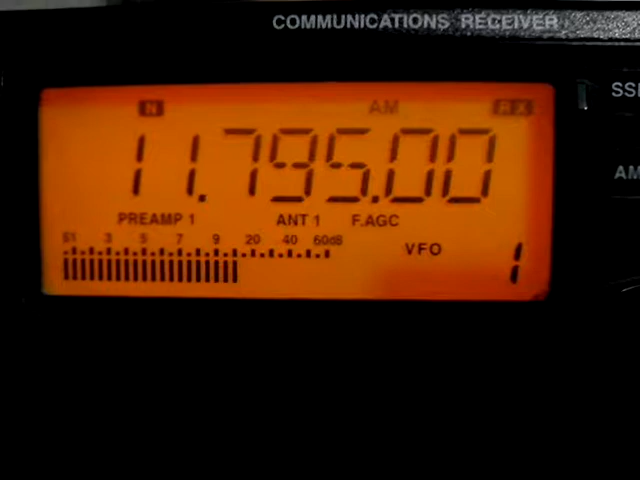 COMMUNICATIONS RECEIVER
SSB
N AM RX
11.795.00
AM
PREAMP 1 ANT 1 F.AGC
S1 3 5 7 9 20 40 60dB
VFO 1